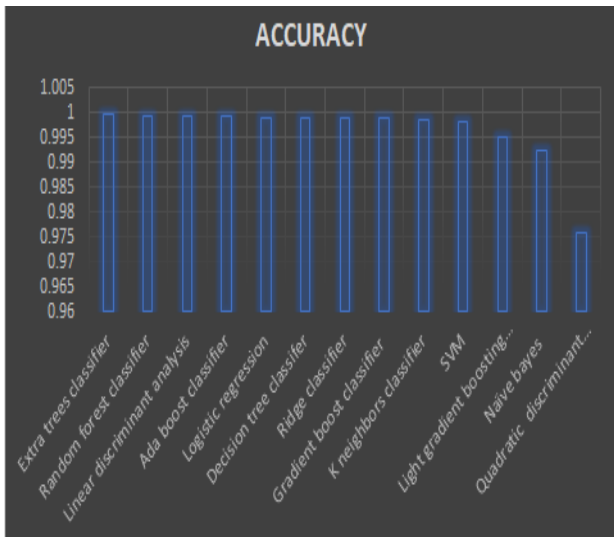 ACCURACY
1.005
1
0.995
0.99
0.985
0.98
0.975
0.97
0.965
0.96
Extra trees classifier
Random forest classifier
Linear discriminant analysis
Ada boost classifier
Logistic regression
Decision tree classifer
Ridge classifier
Gradient boost classifier
K neighbors classifier
SVM
Light gradient boosting...
Naïve bayes
Quadratic discriminant...